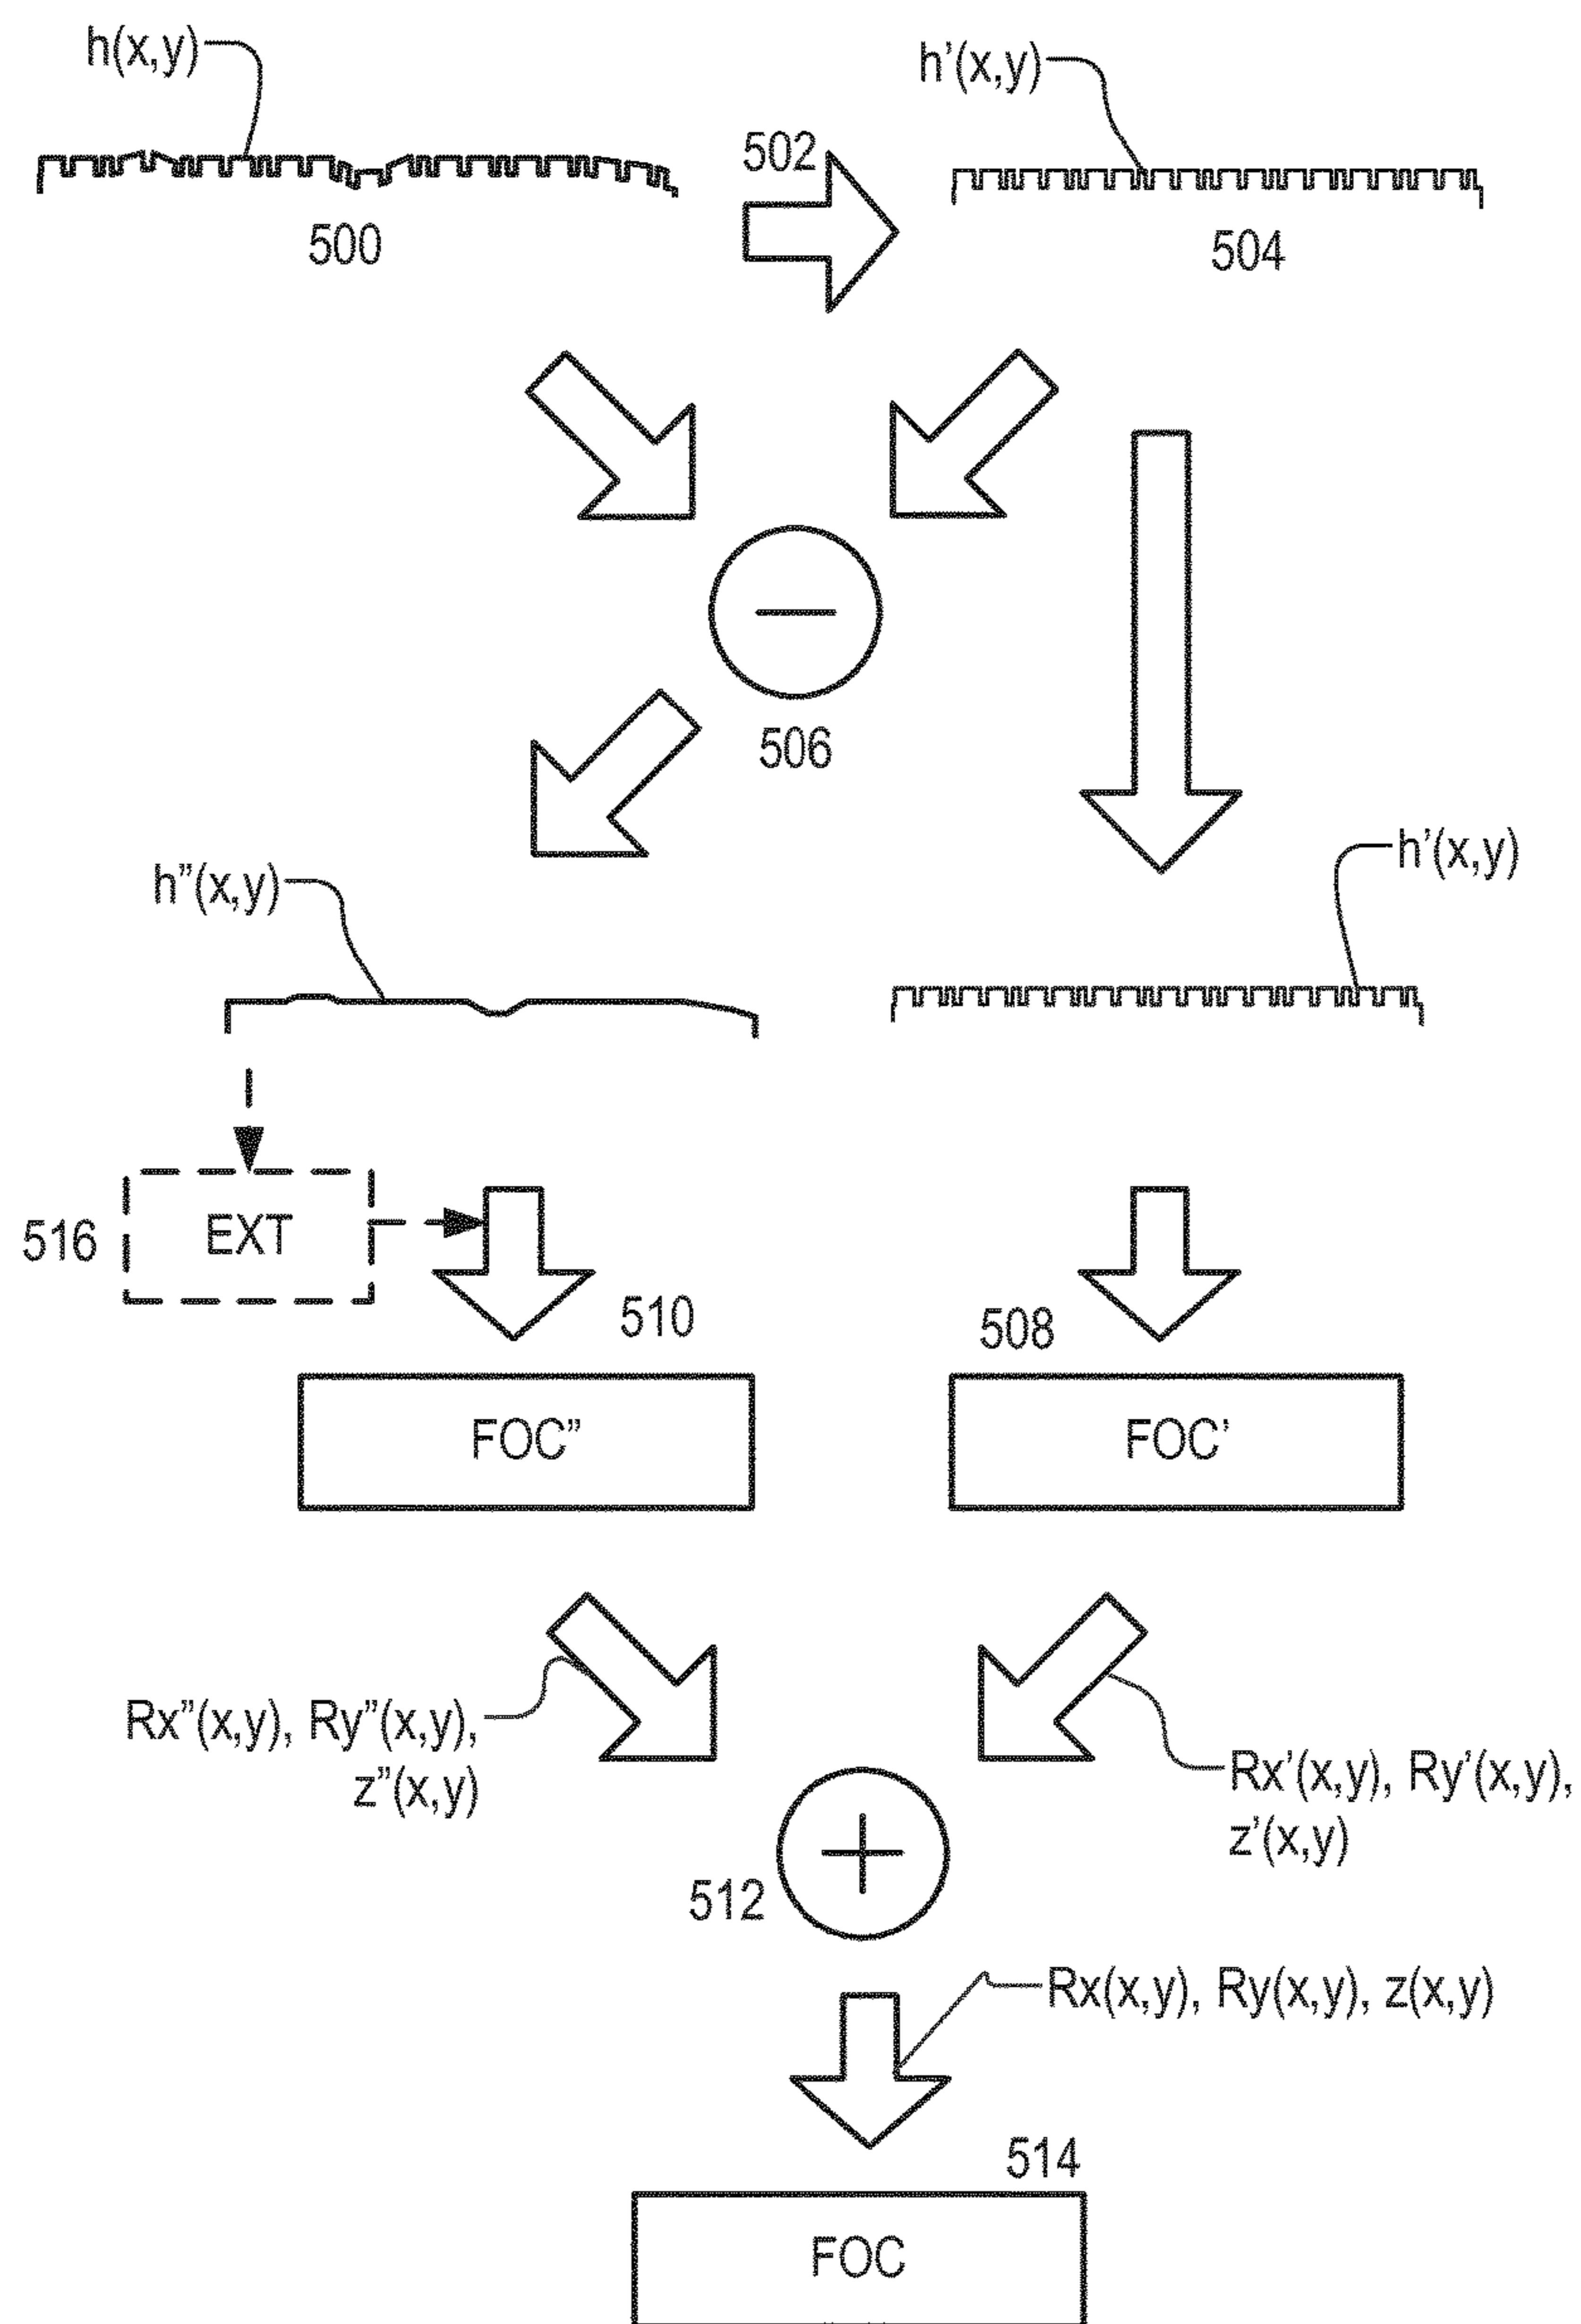 h(x,y)
h’(x,y)
502
500
504
506
h’(x,y)
h”(x,y)
516
EXT
510
508
FOC”
FOC’
Rx”(x,y), Ry”(x,y),
z”(x,y)
Rx’(x,y), Ry’(x,y),
z’(x,y)
512
Rx(x,y), Ry(x,y), z(x,y)
514
FOC